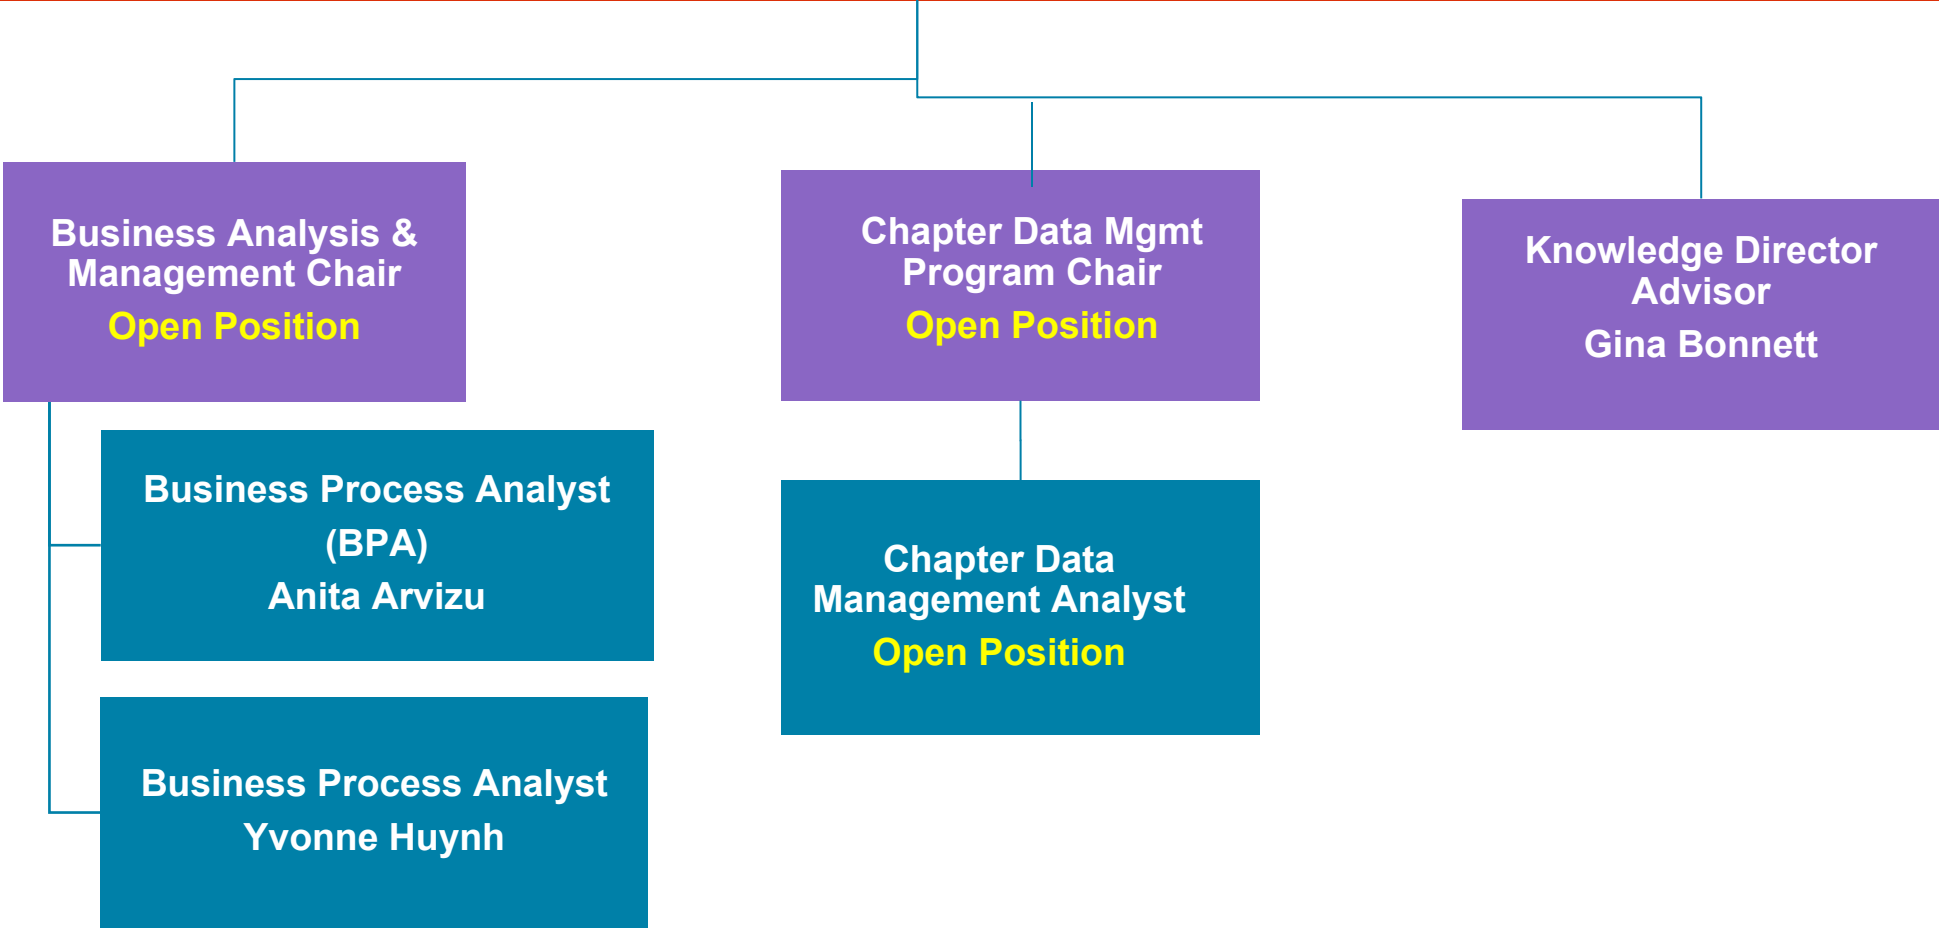 Business Analysis &
Management Chair
Open Position
Chapter Data Mgmt
Program Chair
Open Position
Knowledge Director
Advisor
Gina Bonnett
Business Process Analyst
(BPA)
Anita Arvizu
Chapter Data
Management Analyst
Open Position
Business Process Analyst
Yvonne Huynh